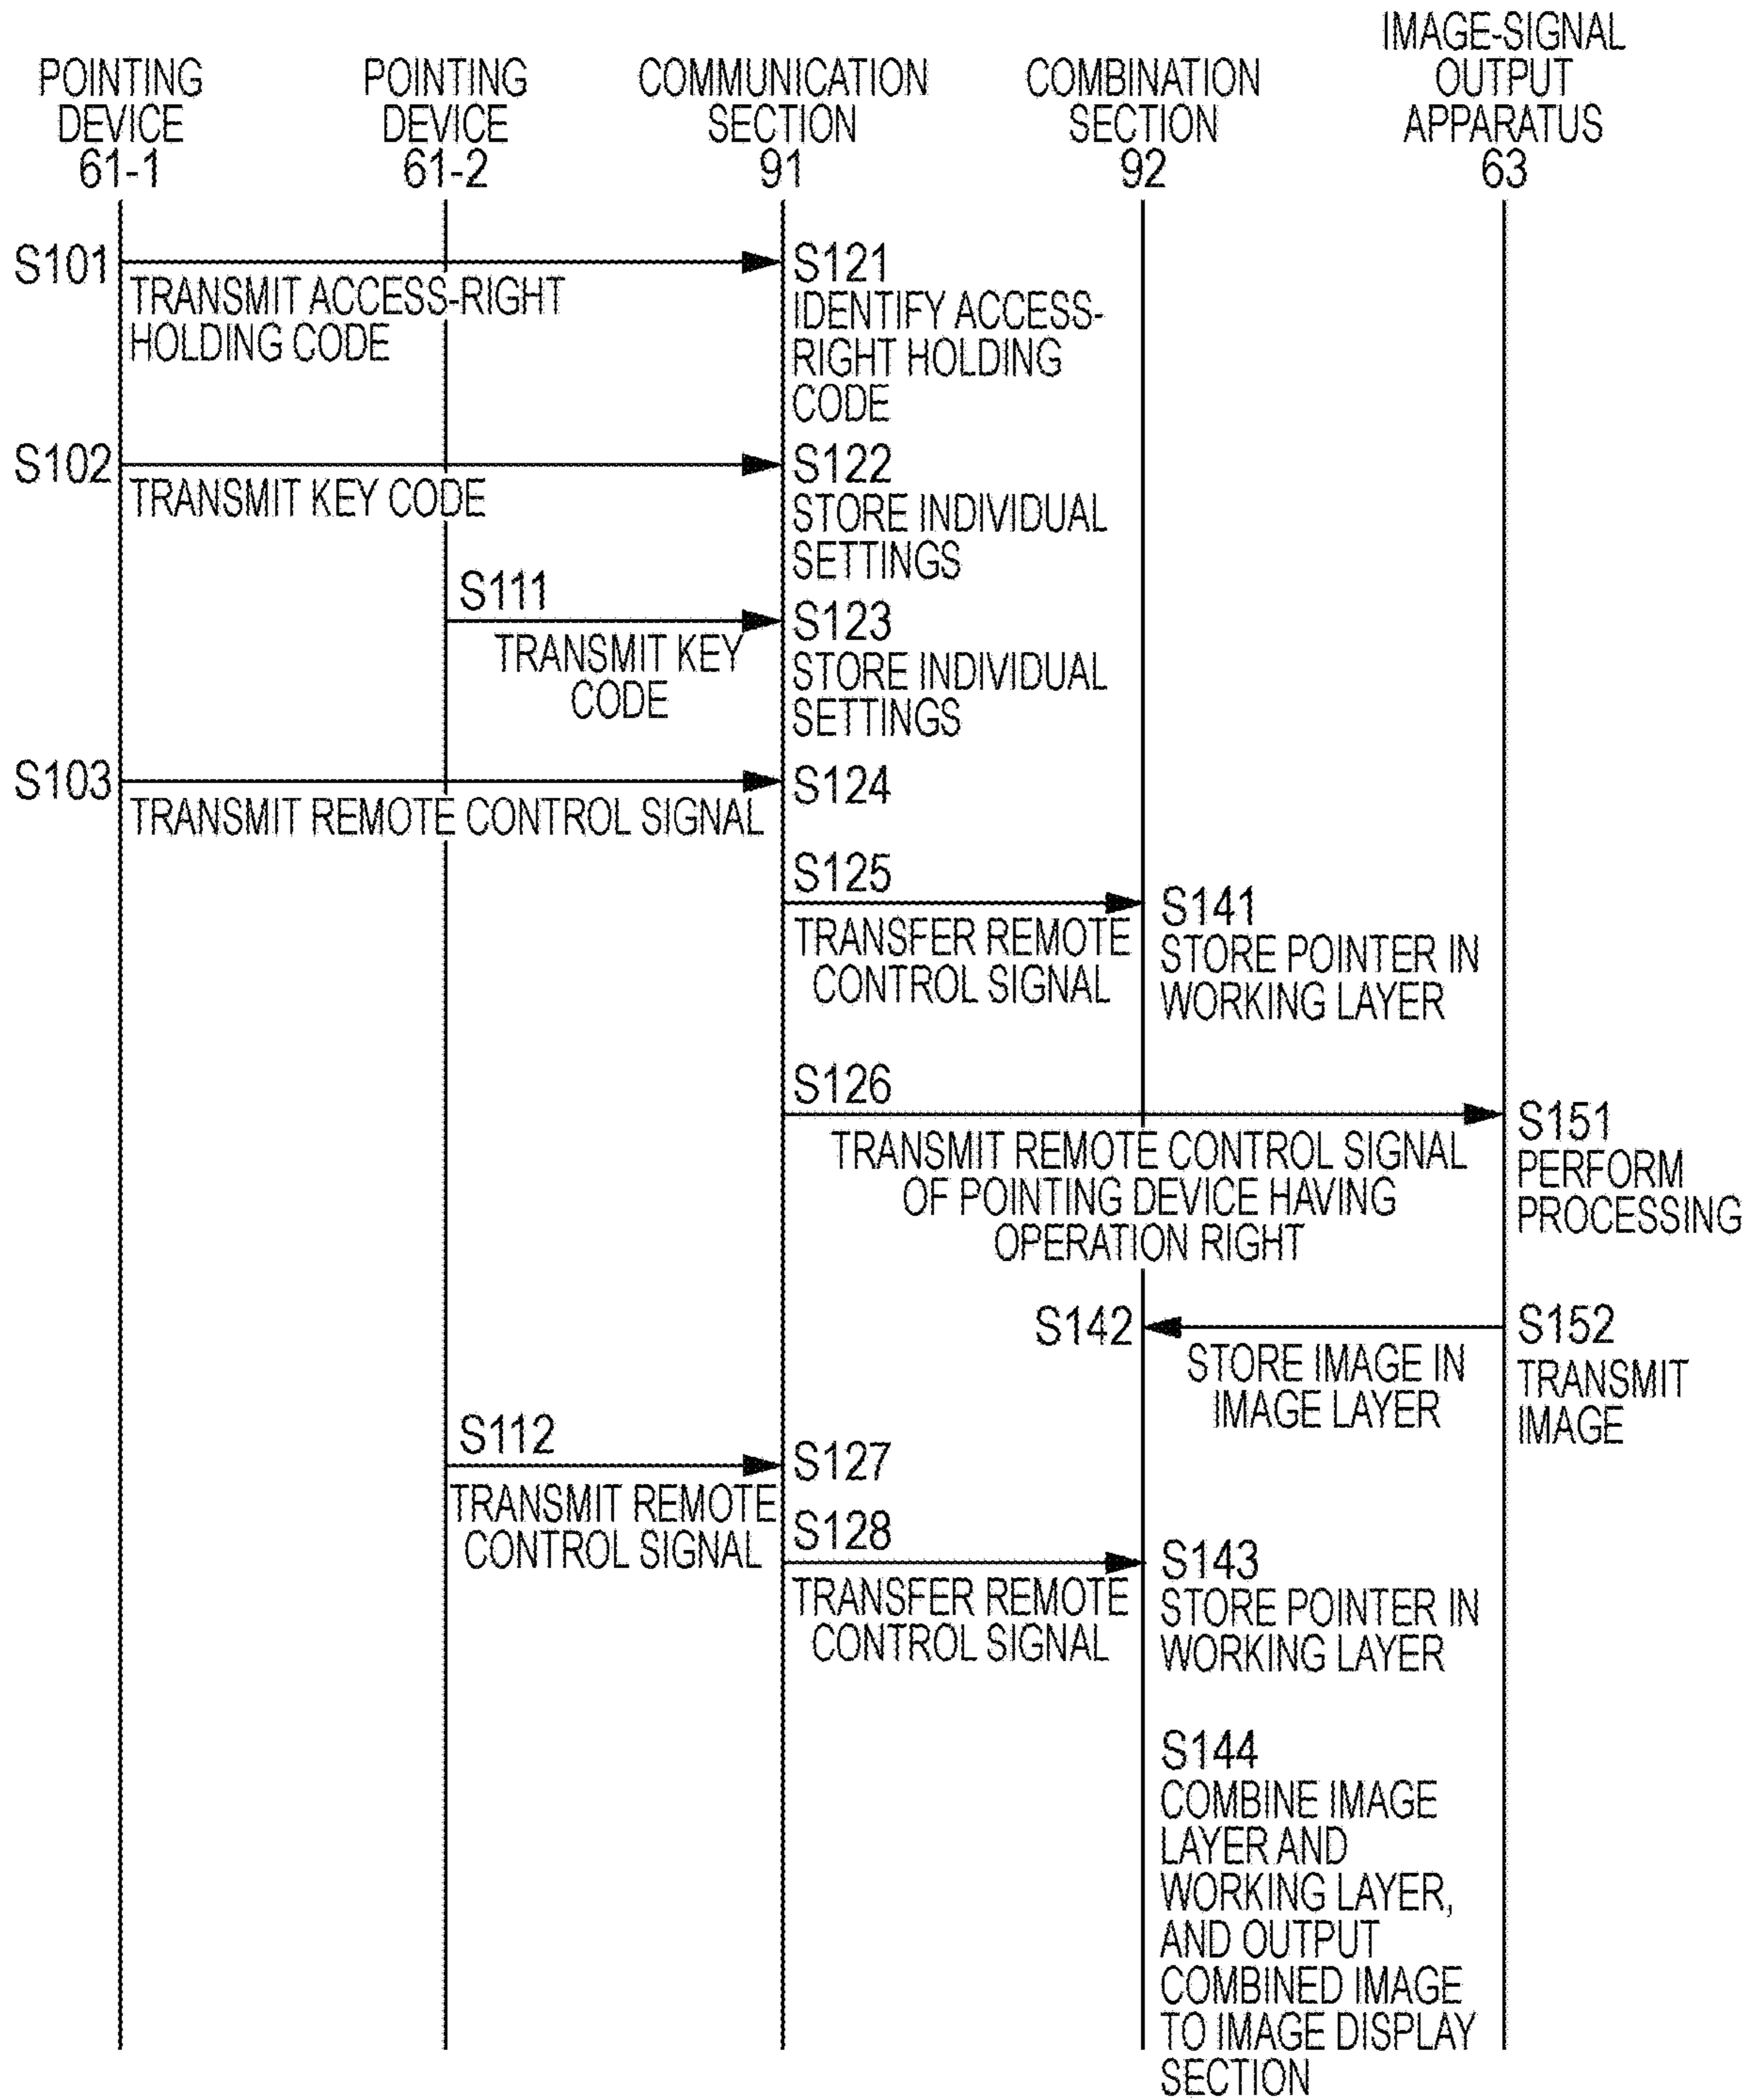 POINTING
DEVICE
61-1
POINTING
DEVICE
61-2
COMMUNICATION
SECTION
91
COMBINATION
SECTION
92
IMAGE-SIGNAL
OUTPUT
APPARATUS
63
S101
TRANSMIT ACCESS-RIGHT
HOLDING CODE
S121
IDENTIFY ACCESS-
RIGHT HOLDING
CODE
S102
TRANSMIT KEY CODE
S122
STORE INDIVIDUAL
SETTINGS
S111
TRANSMIT KEY
CODE
S123
STORE INDIVIDUAL
SETTINGS
S103
TRANSMIT REMOTE CONTROL SIGNAL
S124
S125
TRANSFER REMOTE
CONTROL SIGNAL
S141
STORE POINTER IN
WORKING LAYER
S126
TRANSMIT REMOTE CONTROL SIGNAL
OF POINTING DEVICE HAVING
OPERATION RIGHT
S151
PERFORM
PROCESSING
S142
STORE IMAGE IN
IMAGE LAYER
S152
TRANSMIT
IMAGE
S112
TRANSMIT REMOTE
CONTROL SIGNAL
S127
S128
TRANSFER REMOTE
CONTROL SIGNAL
S143
STORE POINTER IN
WORKING LAYER
S144
COMBINE IMAGE
LAYER AND
WORKING LAYER,
AND OUTPUT
COMBINED IMAGE
TO IMAGE DISPLAY
SECTION